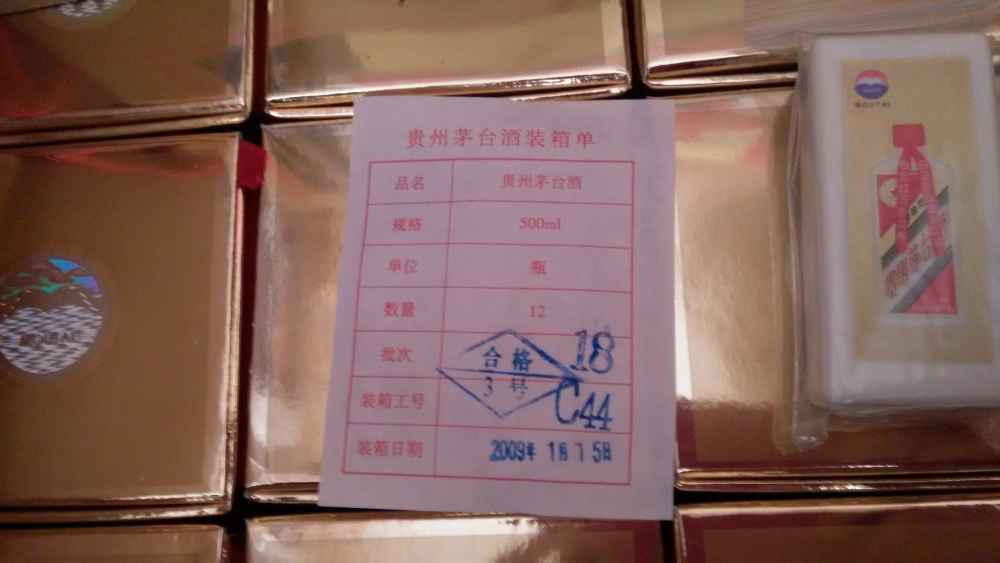 贵州茅台酒装箱单
品名 贵州茅台酒
规格 500ml
单位 瓶
数量 12
批次 18
合格
3号
装箱工号 C44
装箱日期 2009年1月15日
MOUTAI